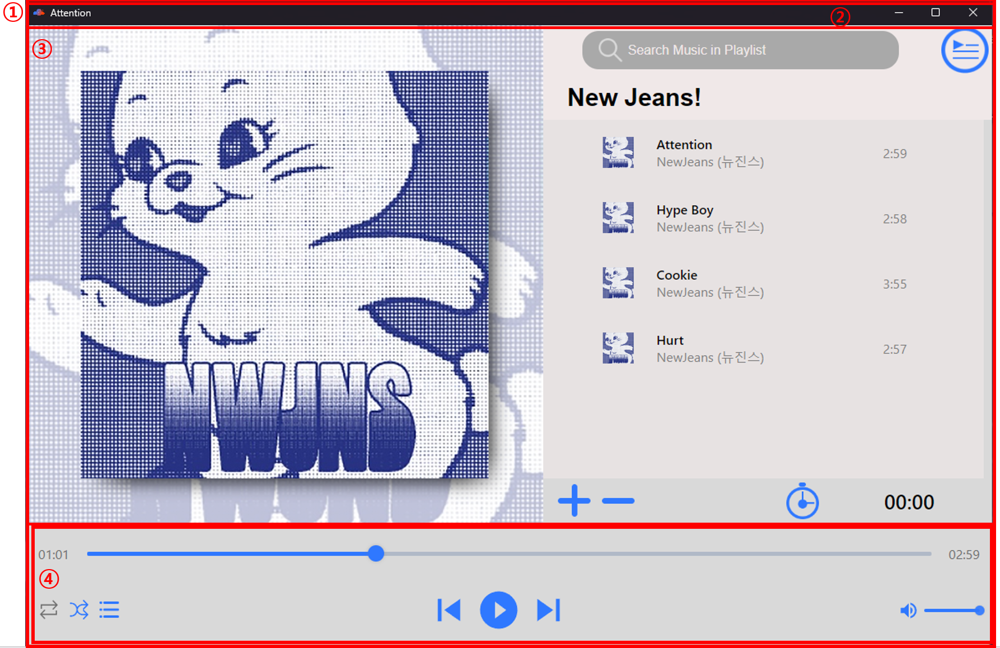 ①
Attention
②
③
Search Music in Playlist
New Jeans!
Attention
NewJeans (뉴진스)
2:59
Hype Boy
NewJeans (뉴진스)
2:58
Cookie
NewJeans (뉴진스)
3:55
Hurt
NewJeans (뉴진스)
2:57
NWJNS
00:00
01:01
02:59
④